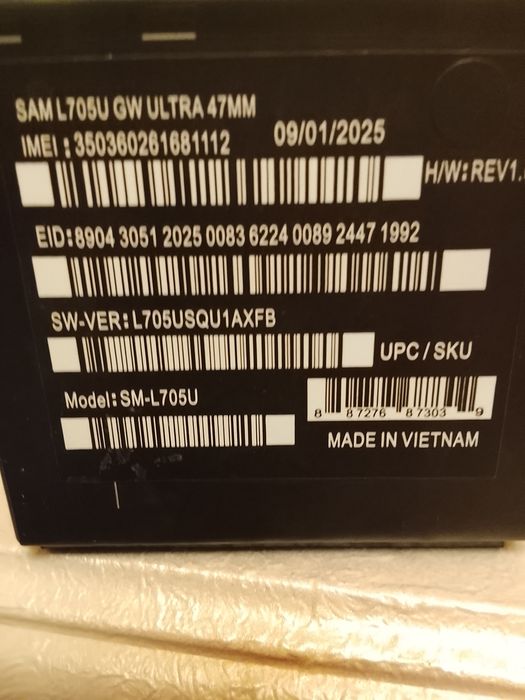 SAM L705U GW ULTRA 47MM
IMEI : 350360261681112 09/01/2025
H/W: REV1.
EID: 8904 3051 2025 0083 6224 0089 2447 1992
SW-VER: L705USQU1AXFB
UPC / SKU
Model: SM-L705U
8 87276 87303 9
MADE IN VIETNAM